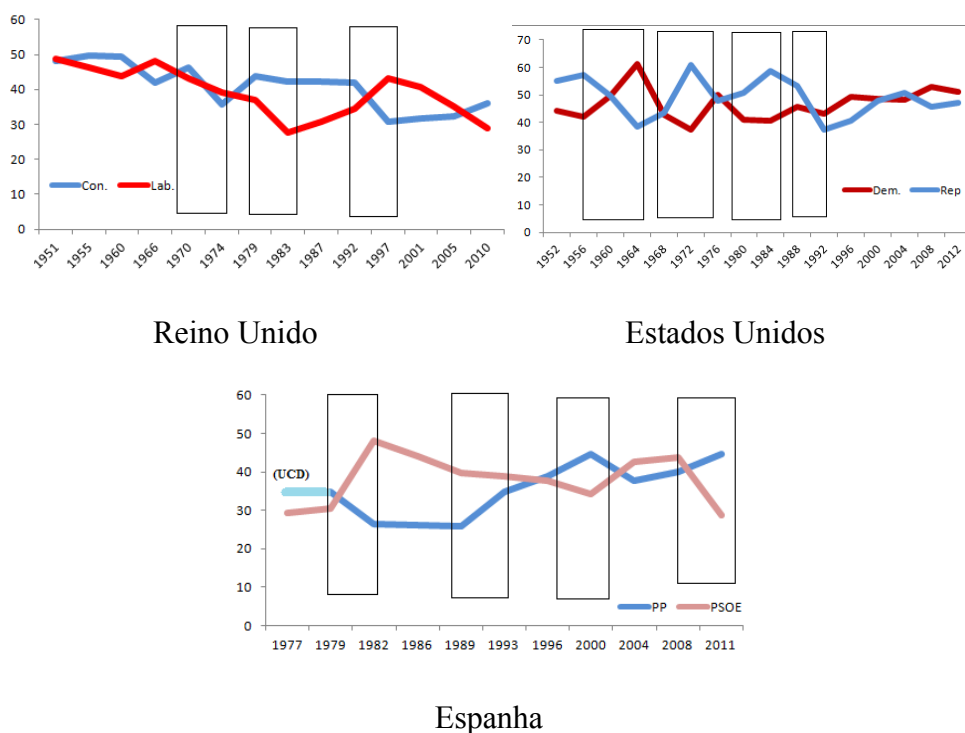 60
50
40
30
20
10
0
Con. Lab.
1951 1955 1960 1966 1970 1974 1979 1983 1987 1992 1997 2001 2005 2010
Reino Unido
70
60
50
40
30
20
10
0
Dem. Rep
1952 1956 1960 1964 1968 1972 1976 1980 1984 1988 1992 1996 2000 2004 2008 2012
Estados Unidos
60
50
40
30
20
10
0
(UCD)
PP PSOE
1977 1979 1982 1986 1989 1993 1996 2000 2004 2008 2011
Espanha